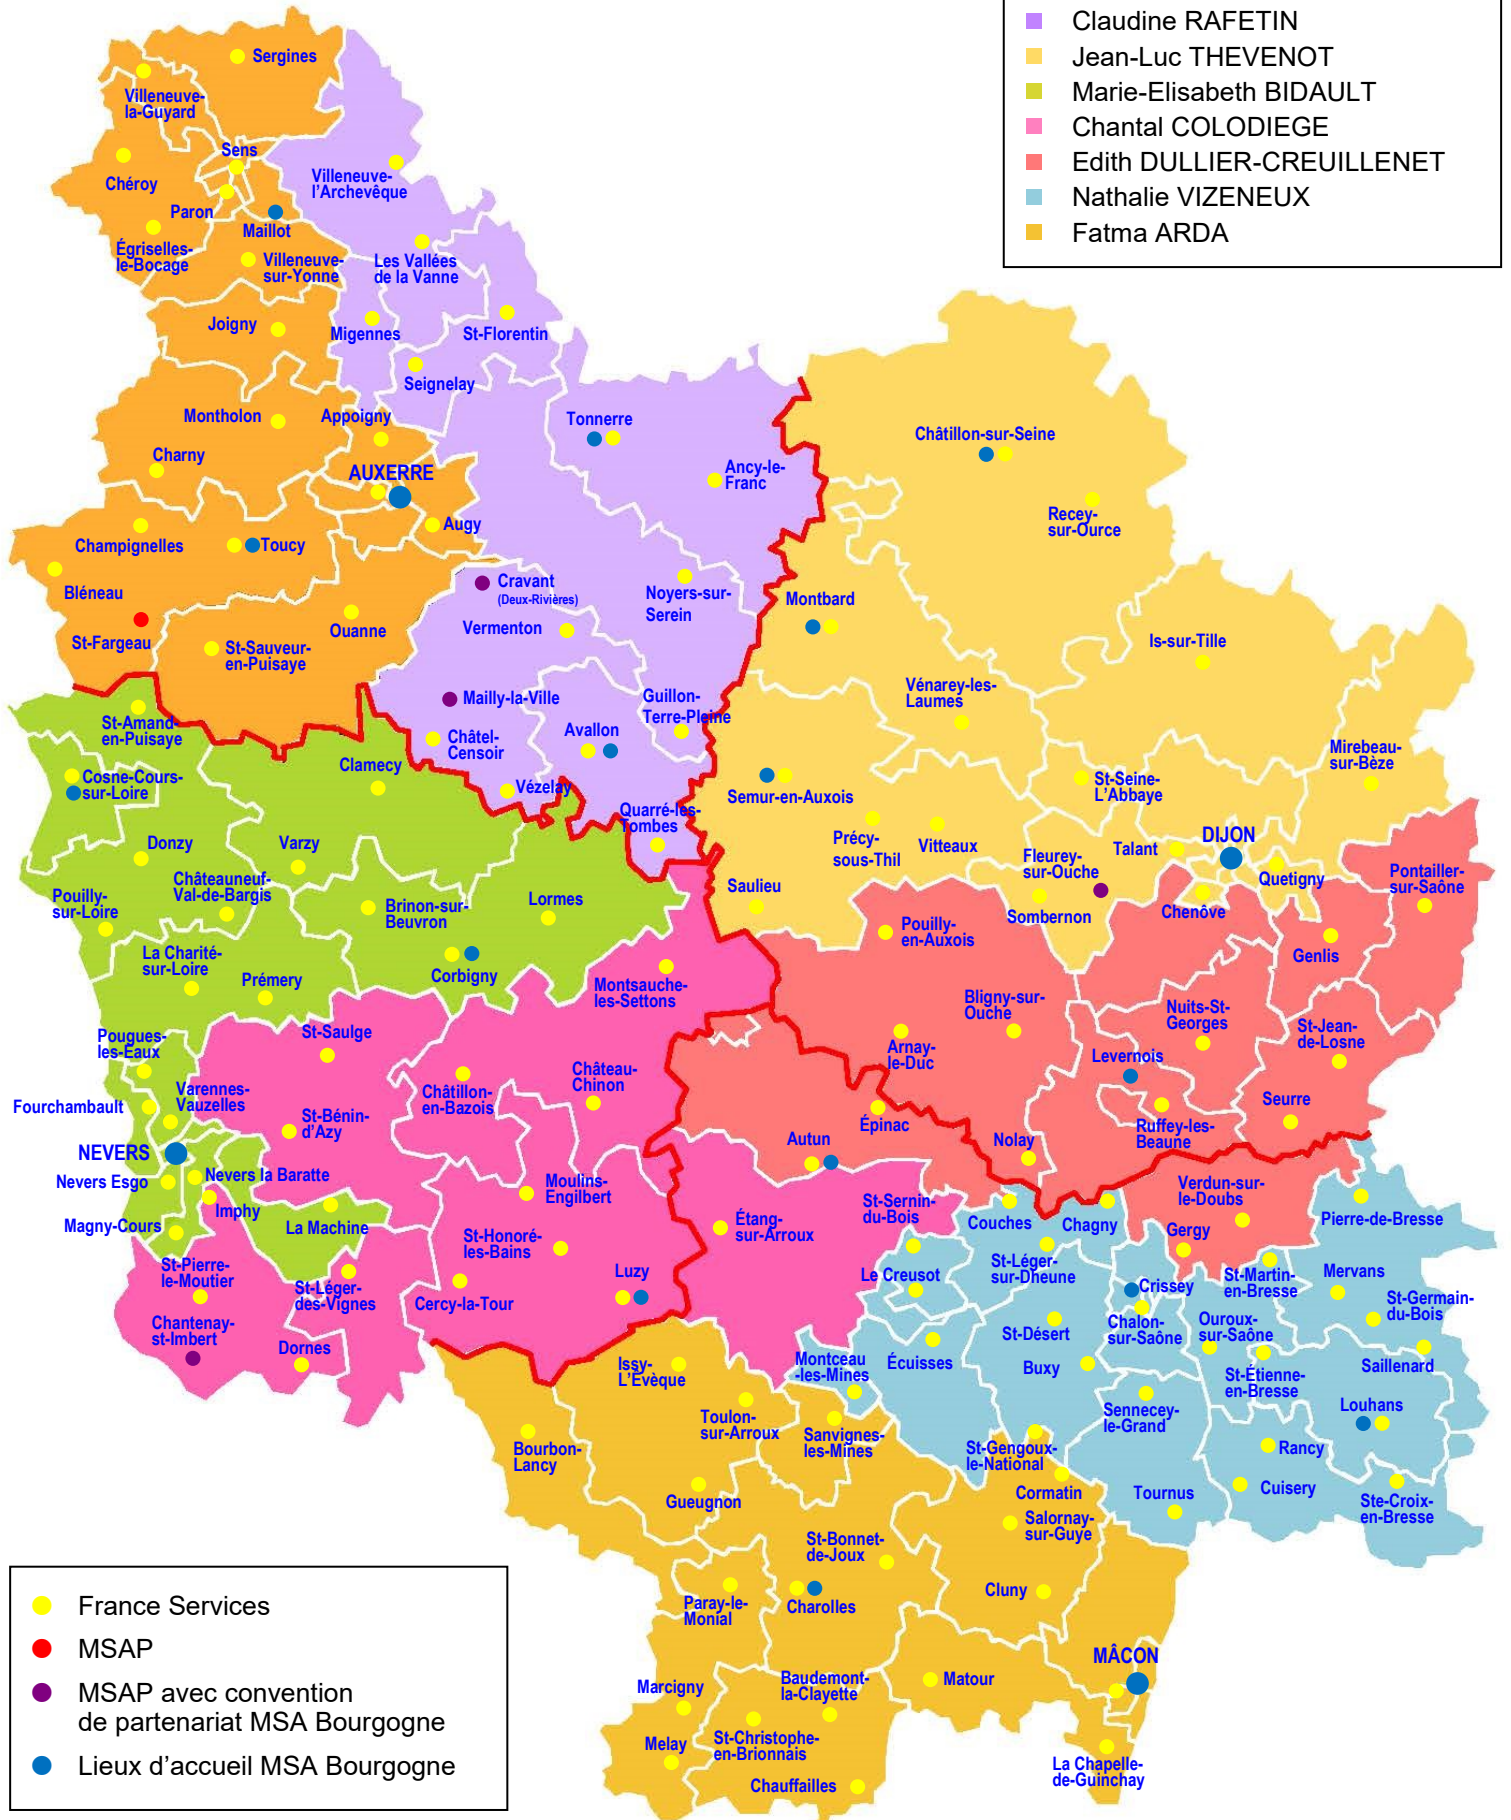 Claudine RAFETIN
Jean-Luc THEVENOT
Marie-Elisabeth BIDAULT
Chantal COLODIEGE
Edith DULLIER-CREUILLENET
Nathalie VIZENEUX
Fatma ARDA
Sergines
Villeneuve-
la-Guyard
Sens
Chéroy
Villeneuve-
l'Archevêque
Paron
Maillot
Égriselles-
le-Bocage
Villeneuve-
sur-Yonne
Les Vallées
de la Vanne
Joigny
Migennes
St-Florentin
Seignelay
Montholon
Appoigny
Tonnerre
Châtillon-sur-Seine
Charny
AUXERRE
Ancy-le-
Franc
Recey-
sur-Ource
Augy
Champignelles
Toucy
Bléneau
Cravant
(Deux-Rivières)
Noyers-sur-
Serein
Montbard
Vermenton
Ouanne
St-Fargeau
St-Sauveur-
en-Puisaye
Is-sur-Tille
Mailly-la-Ville
Guillon-
Terre-Pleine
Vénarey-les-
Laumes
St-Amand-
en-Puisaye
Châtel-
Censoir
Avallon
Clamecy
Mirebeau-
sur-Bèze
Cosne-Cours-
sur-Loire
Vézelay
Semur-en-Auxois
St-Seine-
L'Abbaye
Quarré-les-
Tombes
Donzy
Varzy
Précy-
sous-Thil
Vitteaux
Fleurey-
sur-Ouche
Talant
DIJON
Quetigny
Pontailler-
sur-Saône
Châteauneuf-
Val-de-Bargis
Saulieu
Pouilly-
sur-Loire
Brinon-sur-
Beuvron
Lormes
Sombernon
Chenôve
Pouilly-
en-Auxois
Genlis
La Charité-
sur-Loire
Prémery
Corbigny
Montsauche-
les-Settons
Bligny-sur-
Ouche
Nuits-St-
Georges
St-Jean-
de-Losne
Pougues-
les-Eaux
St-Saulge
Arnay-
le-Duc
Levernois
Château-
Chinon
Varennes-
Vauzelles
Châtillon-
en-Bazois
Fourchambault
St-Bénin-
d'Azy
Épinac
Ruffey-les-
Beaune
Seurre
NEVERS
Autun
Nolay
Nevers Esgo
Nevers la Baratte
Moulins-
Engilbert
Verdun-sur-
le-Doubs
Imphy
St-Sernin-
du-Bois
Magny-Cours
La Machine
Étang-
sur-Arroux
Couches
Chagny
Gergy
Pierre-de-Bresse
St-Honoré-
les-Bains
St-Pierre-
le-Moutier
St-Léger-
des-Vignes
Luzy
Cercy-la-Tour
Le Creusot
St-Léger-
sur-Dheune
Crissey
St-Martin-
en-Bresse
Mervans
St-Germain-
du-Bois
Chantenay-
st-Imbert
Chalon-
sur-Saône
Ouroux-
sur-Saône
St-Désert
Dornes
Issy-
L'Évèque
Montceau
-les-Mines
Écuisses
Buxy
St-Étienne-
en-Bresse
Saillenard
Toulon-
sur-Arroux
Sennecey-
le-Grand
Louhans
Bourbon-
Lancy
Sanvignes-
les-Mines
St-Gengoux-
le-National
Rancy
Gueugnon
Cormatin
Tournus
Cuisery
Ste-Croix-
en-Bresse
Salornay-
sur-Guye
St-Bonnet-
de-Joux
Cluny
Paray-le-
Monial
Charolles
MÂCON
Marcigny
Baudemont-
la-Clayette
Matour
Melay
St-Christophe-
en-Brionnais
La Chapelle-
de-Guinchay
Chauffailles
France Services
MSAP
MSAP avec convention
de partenariat MSA Bourgogne
Lieux d'accueil MSA Bourgogne